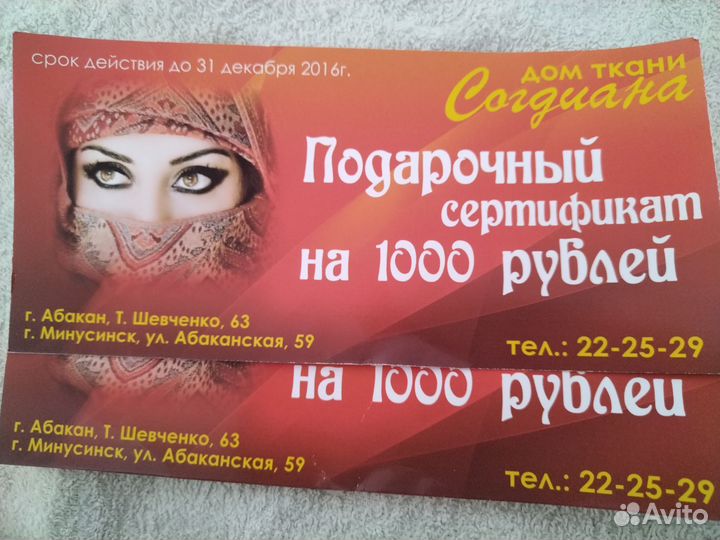 срок действия до 31 декабря 2016г.
дом ткани
Согдиана
Подарочный
сертификат
на 1000 рублей
г. Абакан, Т. Шевченко, 63
г. Минусинск, ул. Абаканская, 59
тел.: 22-25-29
на 1000 рублей
г. Абакан, Т. Шевченко, 63
г. Минусинск, ул. Абаканская, 59
тел.: 22-25-29
Avito